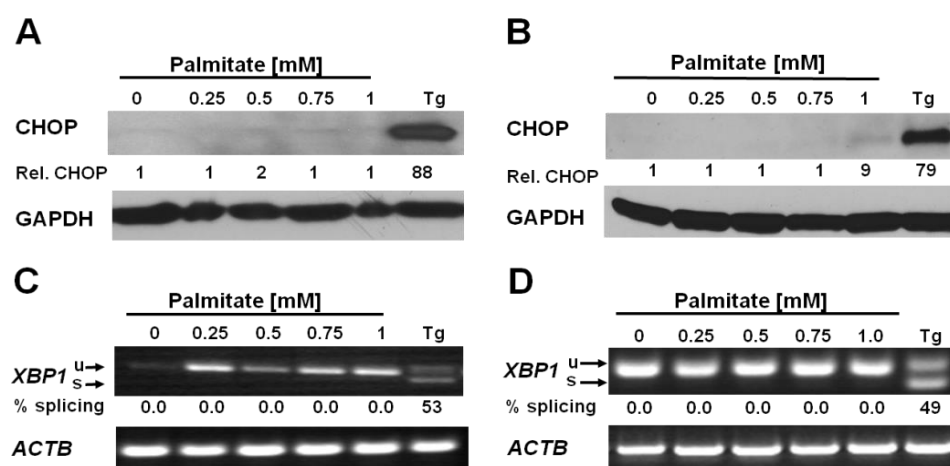 A
Palmitate [mM]
0 0.25 0.5 0.75 1 Tg
CHOP
Rel. CHOP 1 1 2 1 1 88
GAPDH
B
Palmitate [mM]
0 0.25 0.5 0.75 1 Tg
CHOP
Rel. CHOP 1 1 1 1 9 79
GAPDH
C
Palmitate [mM]
0 0.25 0.5 0.75 1 Tg
XBP1 u s
% splicing 0.0 0.0 0.0 0.0 0.0 53
ACTB
D
Palmitate [mM]
0 0.25 0.5 0.75 1.0 Tg
XBP1 u s
% splicing 0.0 0.0 0.0 0.0 0.0 49
ACTB